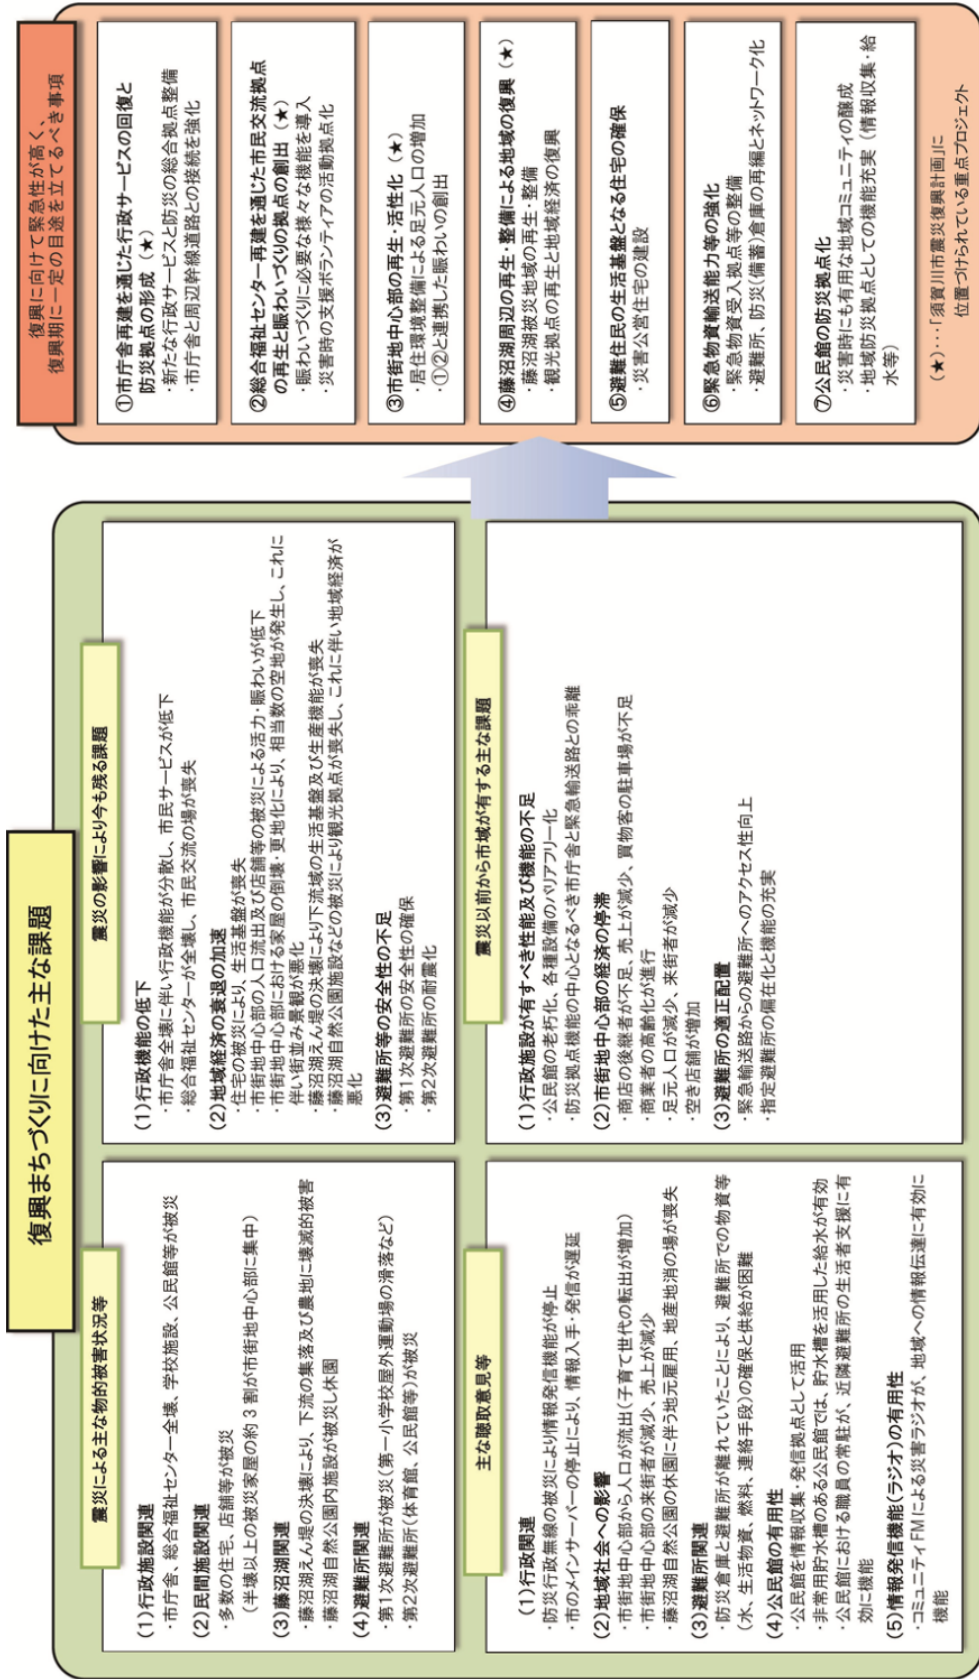 復興まちづくりに向けた主な課題
震災による主な物的被害状況等
(1)行政施設関連
・市庁舎、総合福祉センター全壊、学校施設、公民館等が被災
(2)民間施設関連
・多数の住宅、店舗等が被災
(半壊以上の被災家屋の約3割が市街地中心部に集中)
(3)藤沼湖関連
・藤沼湖えん堤の決壊により、下流の集落及び農地に壊滅的被害
・藤沼湖自然公園内施設が被災し休園
(4)避難所関連
・第1次避難所が被災(第一小学校屋外運動場の滑落など)
・第2次避難所(体育館、公民館等)が被災
震災の影響により今も残る課題
(1)行政機能の低下
・市庁舎全壊に伴い行政機能が分散し、市民サービスが低下
・総合福祉センターが全壊し、市民交流の場が喪失
(2)地域経済の衰退の加速
・住宅の被災により、生活基盤が喪失
・市街地中心部の人口流出及び店舗等の被災による活力・賑わいが低下
・市街地中心部における家屋の倒壊・更地化により、相当数の空地が発生し、これに
伴い街並み景観が悪化
・藤沼湖えん堤の決壊により下流域の生活基盤及び生産機能が喪失
・藤沼湖自然公園施設などの被災により観光拠点が喪失し、これに伴い地域経済が
悪化
(3)避難所等の安全性の不足
・第1次避難所の安全性の確保
・第2次避難所の耐震化
主な聴取意見等
(1)行政関連
・防災行政無線の被災により情報発信機能が停止
・市のメインサーバーの停止により、情報入手・発信が遅延
(2)地域社会への影響
・市街地中心部から人口が流出(子育て世代の転出が増加)
・市街地中心部の来街者が減少、売上が減少
・藤沼湖自然公園の休園に伴う地元雇用、地産地消の場が喪失
(3)避難所関連
・防災倉庫と避難所が離れていたことにより、避難所での物資等
(水、生活物資、燃料、連絡手段)の確保と供給が困難
(4)公民館の有用性
・公民館を情報収集・発信拠点として活用
・非常用貯水槽のある公民館では、貯水槽を活用した給水が有効
・公民館における職員の常駐が、近隣避難所の生活者支援に有
効に機能
(5)情報発信機能(ラジオ)の有用性
・コミュニティFMによる災害ラジオが、地域への情報伝達に有効に
機能
震災以前から市域が有する主な課題
(1)行政施設が有すべき性能及び機能の不足
・公民館の老朽化、各種設備のバリアフリー化
・防災拠点機能の中心となるべき市庁舎と緊急輸送路との乖離
(2)市街地中心部の経済の停滞
・商店の後継者が不足、売上が減少、買物客の駐車場が不足
・商業者の高齢化が進行
・足元人口が減少、来街者が減少
・空き店舗が増加
(3)避難所の適正配置
・緊急輸送路からの避難所へのアクセス性向上
・指定避難所の偏在化と機能の充実
復興に向けて緊急性が高く、
復興期に一定の目途を立てるべき事項
①市庁舎再建を通じた行政サービスの回復と
防災拠点の形成(★)
・新たな行政サービスと防災の総合拠点整備
・市庁舎と周辺幹線道路との接続を強化
②総合福祉センター再建を通じた市民交流拠点
の再生と賑わいづくりの拠点の創出(★)
・賑わいづくりに必要な様々な機能を導入
・災害時の支援ボランティアの活動拠点化
③市街地中心部の再生・活性化(★)
・居住環境整備による足元人口の増加
・①②と連携した賑わいの創出
④藤沼湖周辺の再生・整備による地域の復興(★)
・藤沼湖被災地域の再生・整備
・観光拠点の再生と地域経済の復興
⑤避難住民の生活基盤となる住宅の確保
・災害公営住宅の建設
⑥緊急物資輸送能力等の強化
・緊急物資受入拠点等の整備
・避難所、防災(備蓄)倉庫の再編とネットワーク化
⑦公民館の防災拠点化
・災害時にも有用な地域コミュニティの醸成
・地域防災拠点としての機能充実(情報収集・給
水等)
(★)・・・「須賀川市震災復興計画」に
位置づけられている重点プロジェクト